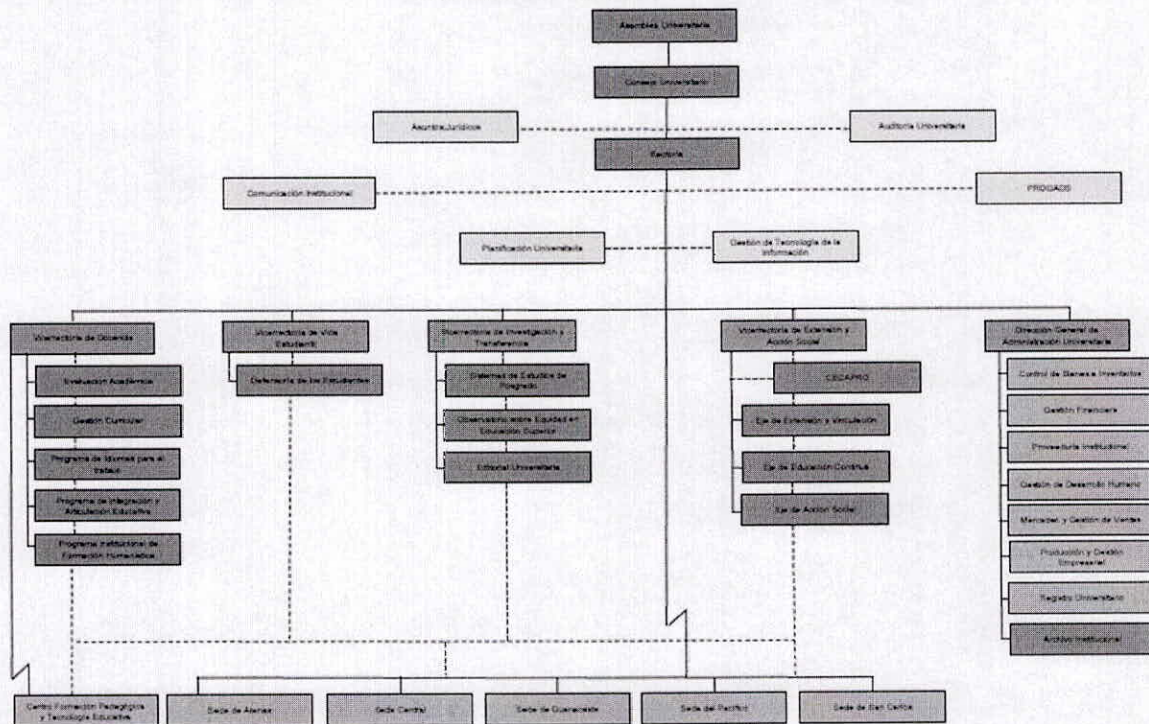 Asamblea Universitaria
Consejo Universitario
Asuntos Jurídicos
Auditoría Universitaria
Rectoría
Comunicación Institucional
PROGADS
Planificación Universitaria
Gestión de Tecnología de la
Información
Vicerrectoría de Docencia
Vicerrectoría de Vida
Estudiantil
Vicerrectoría de Investigación y
Transferencia
Vicerrectoría de Extensión y
Acción Social
Dirección General de
Administración Universitaria
Evaluación Académica
Gestión Curricular
Programa de Idiomas para el
trabajo
Programa de Integración y
Articulación Educativa
Programa Institucional de
Formación Humanística
Defensoría de los Estudiantes
Sistemas de Estudios de
Posgrado
Observatorio sobre Equidad en
Educación Superior
Editorial Universitaria
CECAPRO
Eje de Extensión y Vinculación
Eje de Educación Continua
Eje de Acción Social
Control de Bienes e Inventarios
Gestión Financiera
Proveeduría Institucional
Gestión de Desarrollo Humano
Mercadeo y Gestión de Ventas
Producción y Gestión
Empresarial
Registro Universitario
Archivo Institucional
Centro Formación Pedagógica
y Tecnología Educativa
Sede de Atenas
Sede Central
Sede de Guanacaste
Sede del Pacífico
Sede de San Carlos